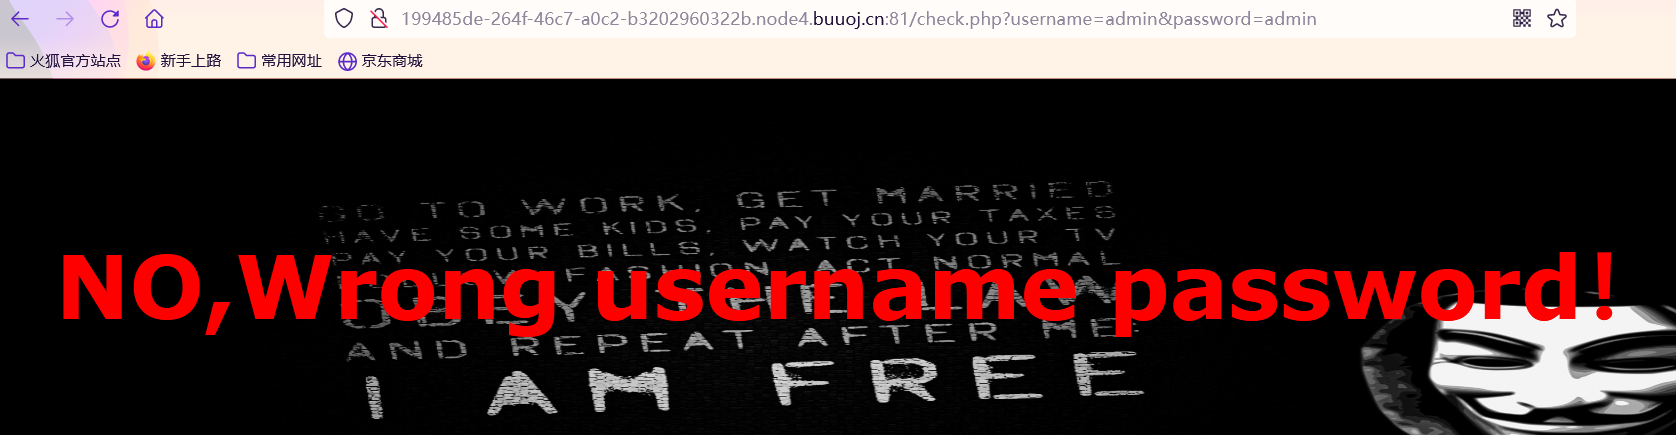 199485de-264f-46c7-a0c2-b3202960322b.node4.buuoj.cn:81/check.php?username=admin&password=admin
火狐官方站点 新手上路 常用网址 京东商城
GO TO WORK, GET MARRIED
HAVE SOME KIDS, PAY YOUR TAXES
PAY YOUR BILLS, WATCH YOUR TV
FASHION, ACT NORMAL
NO,Wrong username password!
OBEY THE LAW
AND REPEAT AFTER ME
I AM FREE